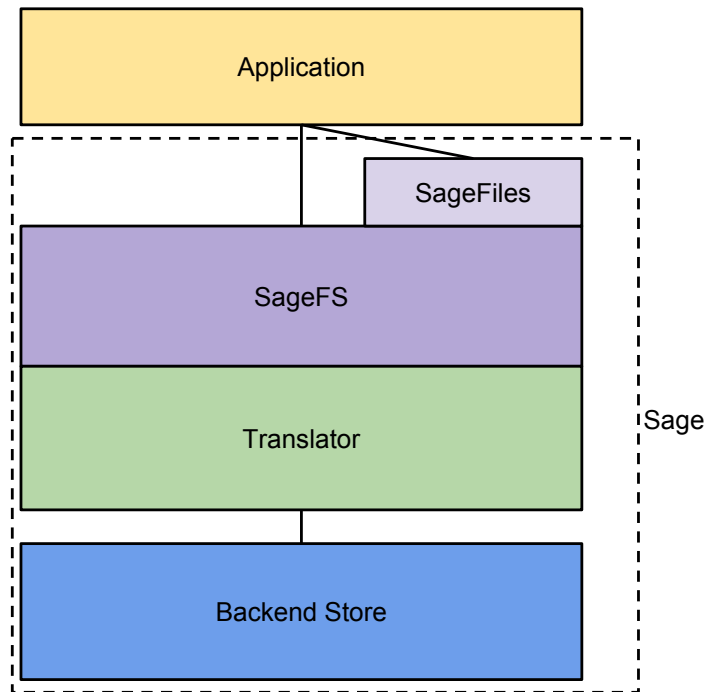 Application
SageFiles
SageFS
Sage
Translator
Backend Store